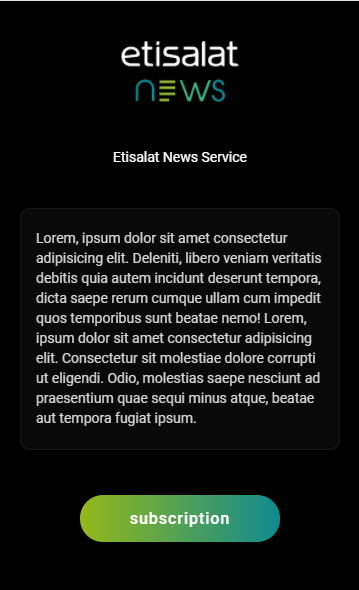 etisalat
news
Etisalat News Service
Lorem, ipsum dolor sit amet consectetur
adipisicing elit. Deleniti, libero veniam veritatis
debitis quia autem incidunt deserunt tempora,
dicta saepe rerum cumque ullam cum impedit
quos temporibus sunt beatae nemo! Lorem,
ipsum dolor sit amet consectetur adipisicing
elit. Consectetur sit molestiae dolore corrupti
ut eligendi. Odio, molestias saepe nesciunt ad
praesentium quae sequi minus atque, beatae
aut tempora fugiat ipsum.
subscription